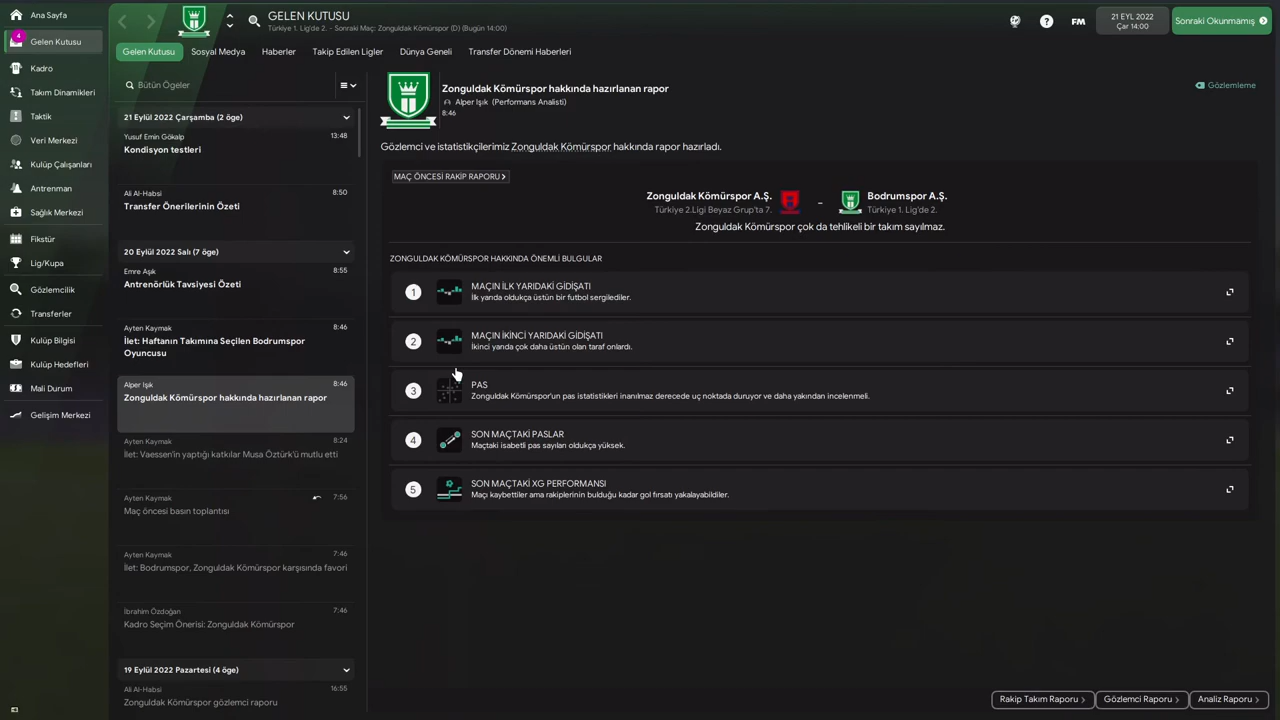 Ana Sayfa
4
Gelen Kutusu
Kadro
Takım Dinamikleri
Taktik
Veri Merkezi
Kulüp Çalışanları
Antrenman
Sağlık Merkezi
Fikstür
Lig/Kupa
Gözlemcilik
Transferler
Kulüp Bilgisi
Kulüp Hedefleri
Mali Durum
Gelişim Merkezi
GELEN KUTUSU
Türkiye 1. Lig'de 2. - Sonraki Maç: Zonguldak Kömürspor (D) (Bugün 14:00)
?
FM
21 EYL 2022
Çar 14:00
Sonraki Okunmamış
Gelen Kutusu
Sosyal Medya
Haberler
Takip Edilen Ligler
Dünya Geneli
Transfer Dönemi Haberleri
Bütün Ögeler
21 Eylül 2022 Çarşamba (2 öge)
Yusuf Emin Gökalp 13:48
Kondisyon testleri
Ali Al-Habsi 8:50
Transfer Önerilerinin Özeti
20 Eylül 2022 Salı (7 öge)
Emre Aşık 8:55
Antrenörlük Tavsiyesi Özeti
Ayten Kaymak 8:46
İlet: Haftanın Takımına Seçilen Bodrumspor
Oyuncusu
Alper Işık 8:46
Zonguldak Kömürspor hakkında hazırlanan rapor
Ayten Kaymak 8:24
İlet: Vaessen'in yaptığı katkılar Musa Öztürk'ü mutlu etti
Ayten Kaymak 7:56
Maç öncesi basın toplantısı
Ayten Kaymak 7:46
İlet: Bodrumspor, Zonguldak Kömürspor karşısında favori
İbrahim Özdoğan 7:46
Kadro Seçim Önerisi: Zonguldak Kömürspor
19 Eylül 2022 Pazartesi (4 öge)
Ali Al-Habsi 16:55
Zonguldak Kömürspor gözlemci raporu
Zonguldak Kömürspor hakkında hazırlanan rapor
Alper Işık (Performans Analisti)
8:46
Gözlemleme
Gözlemci ve istatistikçilerimiz Zonguldak Kömürspor hakkında rapor hazırladı.
MAÇ ÖNCESİ RAKİP RAPORU
Zonguldak Kömürspor A.Ş. - Bodrumspor A.Ş.
Türkiye 2.Ligi Beyaz Grup'ta 7. Türkiye 1. Lig'de 2.
Zonguldak Kömürspor çok da tehlikeli bir takım sayılmaz.
ZONGULDAK KÖMÜRSPOR HAKKINDA ÖNEMLİ BULGULAR
1 MAÇIN İLK YARIDAKİ GİDİŞATI
İlk yarıda oldukça üstün bir futbol sergilediler.
2 MAÇIN İKİNCİ YARIDAKİ GİDİŞATI
İkinci yarıda çok daha üstün olan taraf onlardı.
3 PAS
Zonguldak Kömürspor'un pas istatistikleri inanılmaz derecede uç noktada duruyor ve daha yakından incelenmeli.
4 SON MAÇTAKİ PASLAR
Maçtaki isabetli pas sayıları oldukça yüksek.
5 SON MAÇTAKİ XG PERFORMANSI
Maçı kaybettiler ama rakiplerinin bulduğu kadar gol fırsatı yakalayabildiler.
Rakip Takım Raporu
Gözlemci Raporu
Analiz Raporu